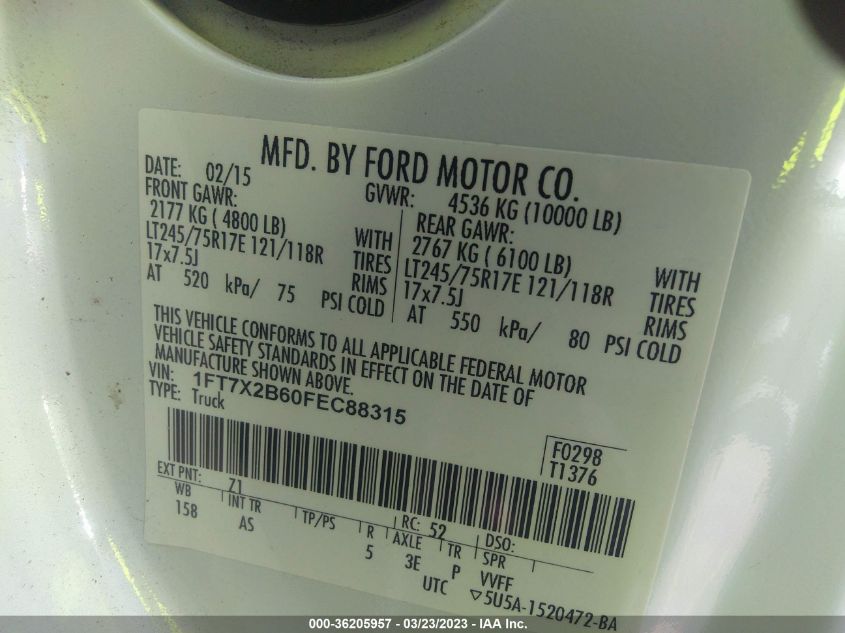 MFD. BY FORD MOTOR CO.
DATE: 02/15 GVWR: 4536 KG (10000 LB)
FRONT GAWR: REAR GAWR:
2177 KG ( 4800 LB) WITH 2767 KG ( 6100 LB) WITH
LT245/75R17E 121/118R TIRES LT245/75R17E 121/118R TIRES
17x7.5J RIMS 17x7.5J RIMS
AT 520 kPa/ 75 PSI COLD AT 550 kPa/ 80 PSI COLD
THIS VEHICLE CONFORMS TO ALL APPLICABLE FEDERAL MOTOR
VEHICLE SAFETY STANDARDS IN EFFECT ON THE DATE OF
MANUFACTURE SHOWN ABOVE.
VIN: 1FT7X2B60FEC88315
TYPE: Truck
F0298
T1376
EXT PNT: Z1 RC: 52 DSO:
WB INT TR TP/PS R AXLE TR SPR
158 AS 5 3E P VVFF
UTC ▽5U5A-1520472-BA
000-36205957 - 03/23/2023 - IAA Inc.